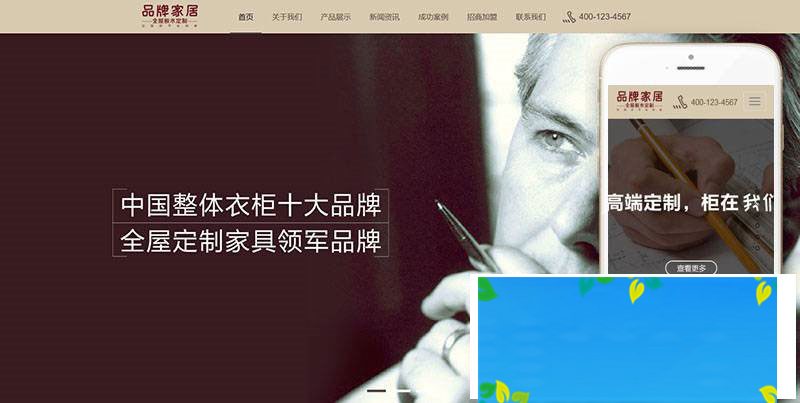 品牌家居
全屋板木定制
首页 关于我们 产品展示 新闻资讯 成功案例 招商加盟 联系我们 400-123-4567
中国整体衣柜十大品牌
全屋定制家具领军品牌
品牌家居
全屋板木定制
400-123-4567
高端定制，柜在我们
查看更多